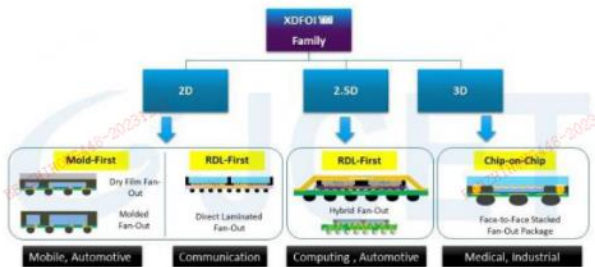 XDFOI
Family
2D
2.5D
3D
Mold-First
Dry Film Fan-
Out
Molded
Fan-Out
RDL-First
Direct Laminated
Fan-Out
RDL-First
Hybrid Fan-Out
Chip-on-Chip
Face-to-Face Stacked
Fan-Out Package
Mobile, Automotive
Communication
Computing , Automotive
Medical, Industrial
JCET